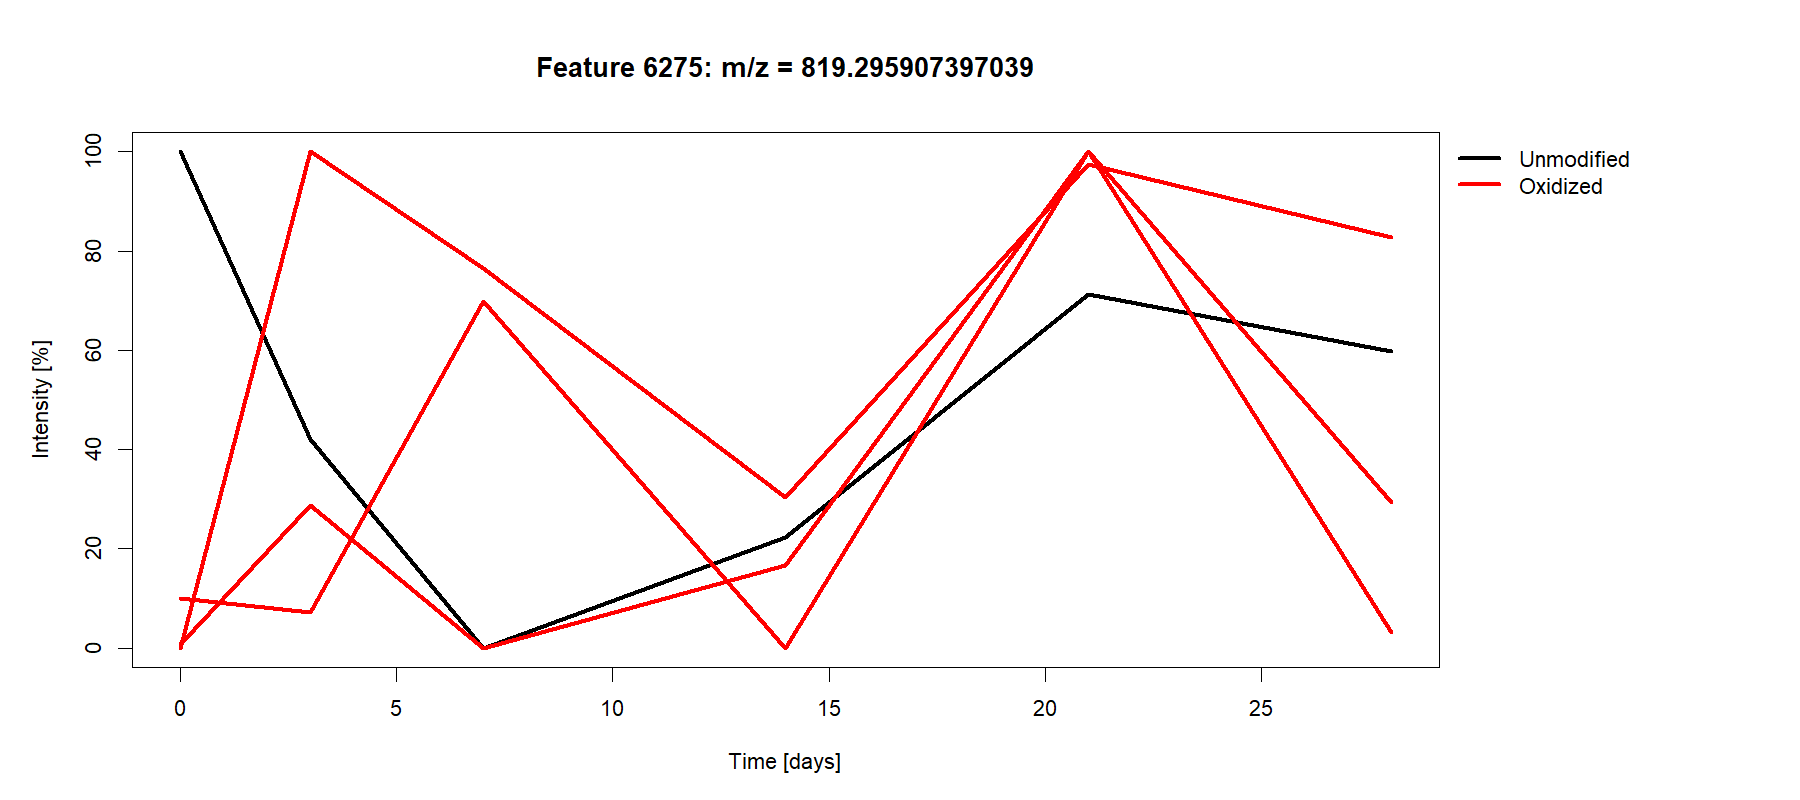 Feature 6275: m/z = 819.295907397039
Unmodified
Oxidized
Intensity [%]
100
80
60
40
20
0
0 5 10 15 20 25
Time [days]